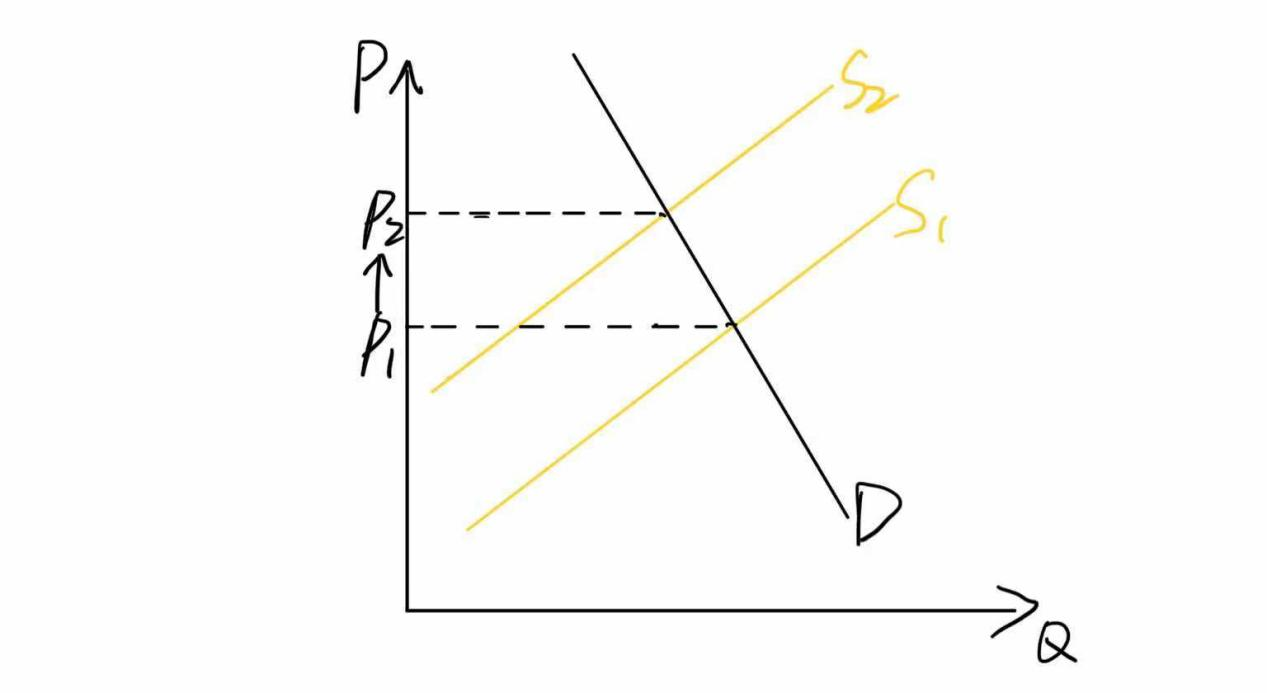 P
S₂
S₁
P₂
↑
P₁
D
Q